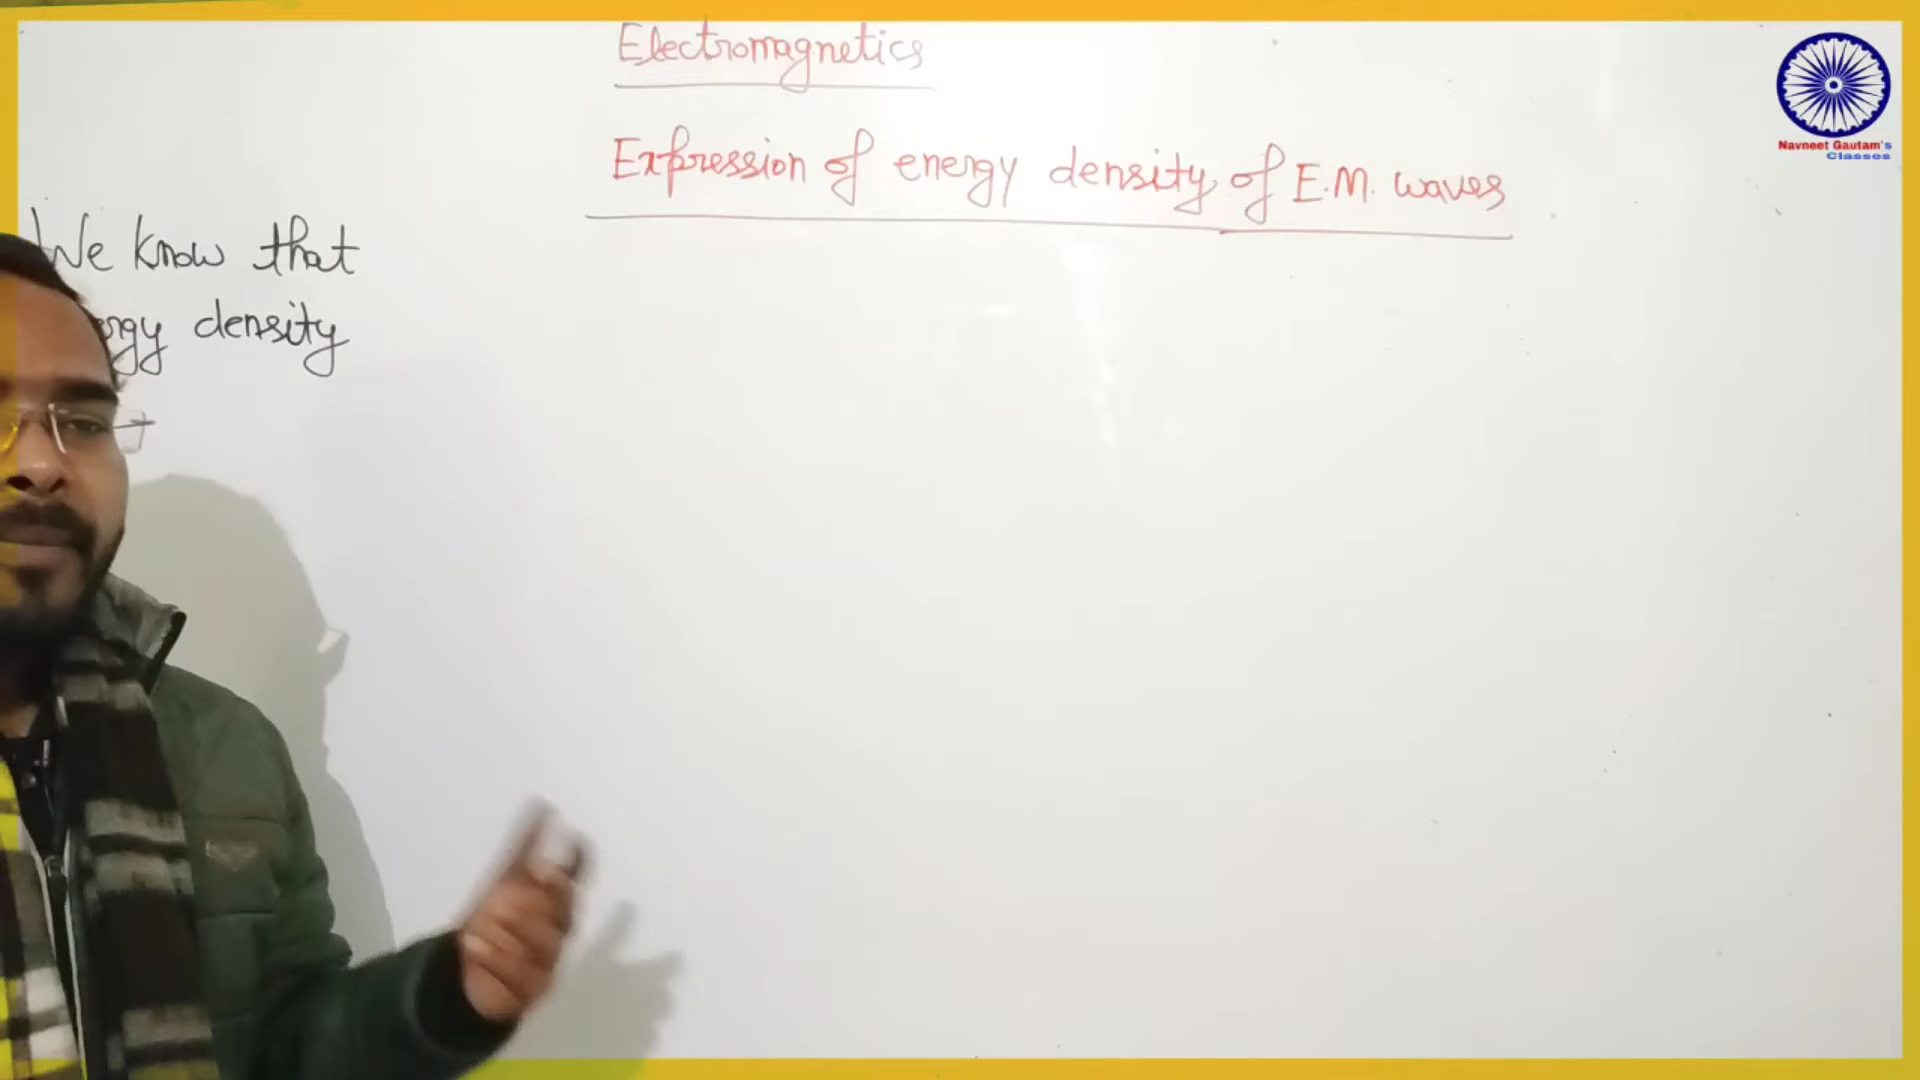 Electromagnetics
Expression of energy density of E.M. waves
Navneet Gautam's
Classes
We know that
density